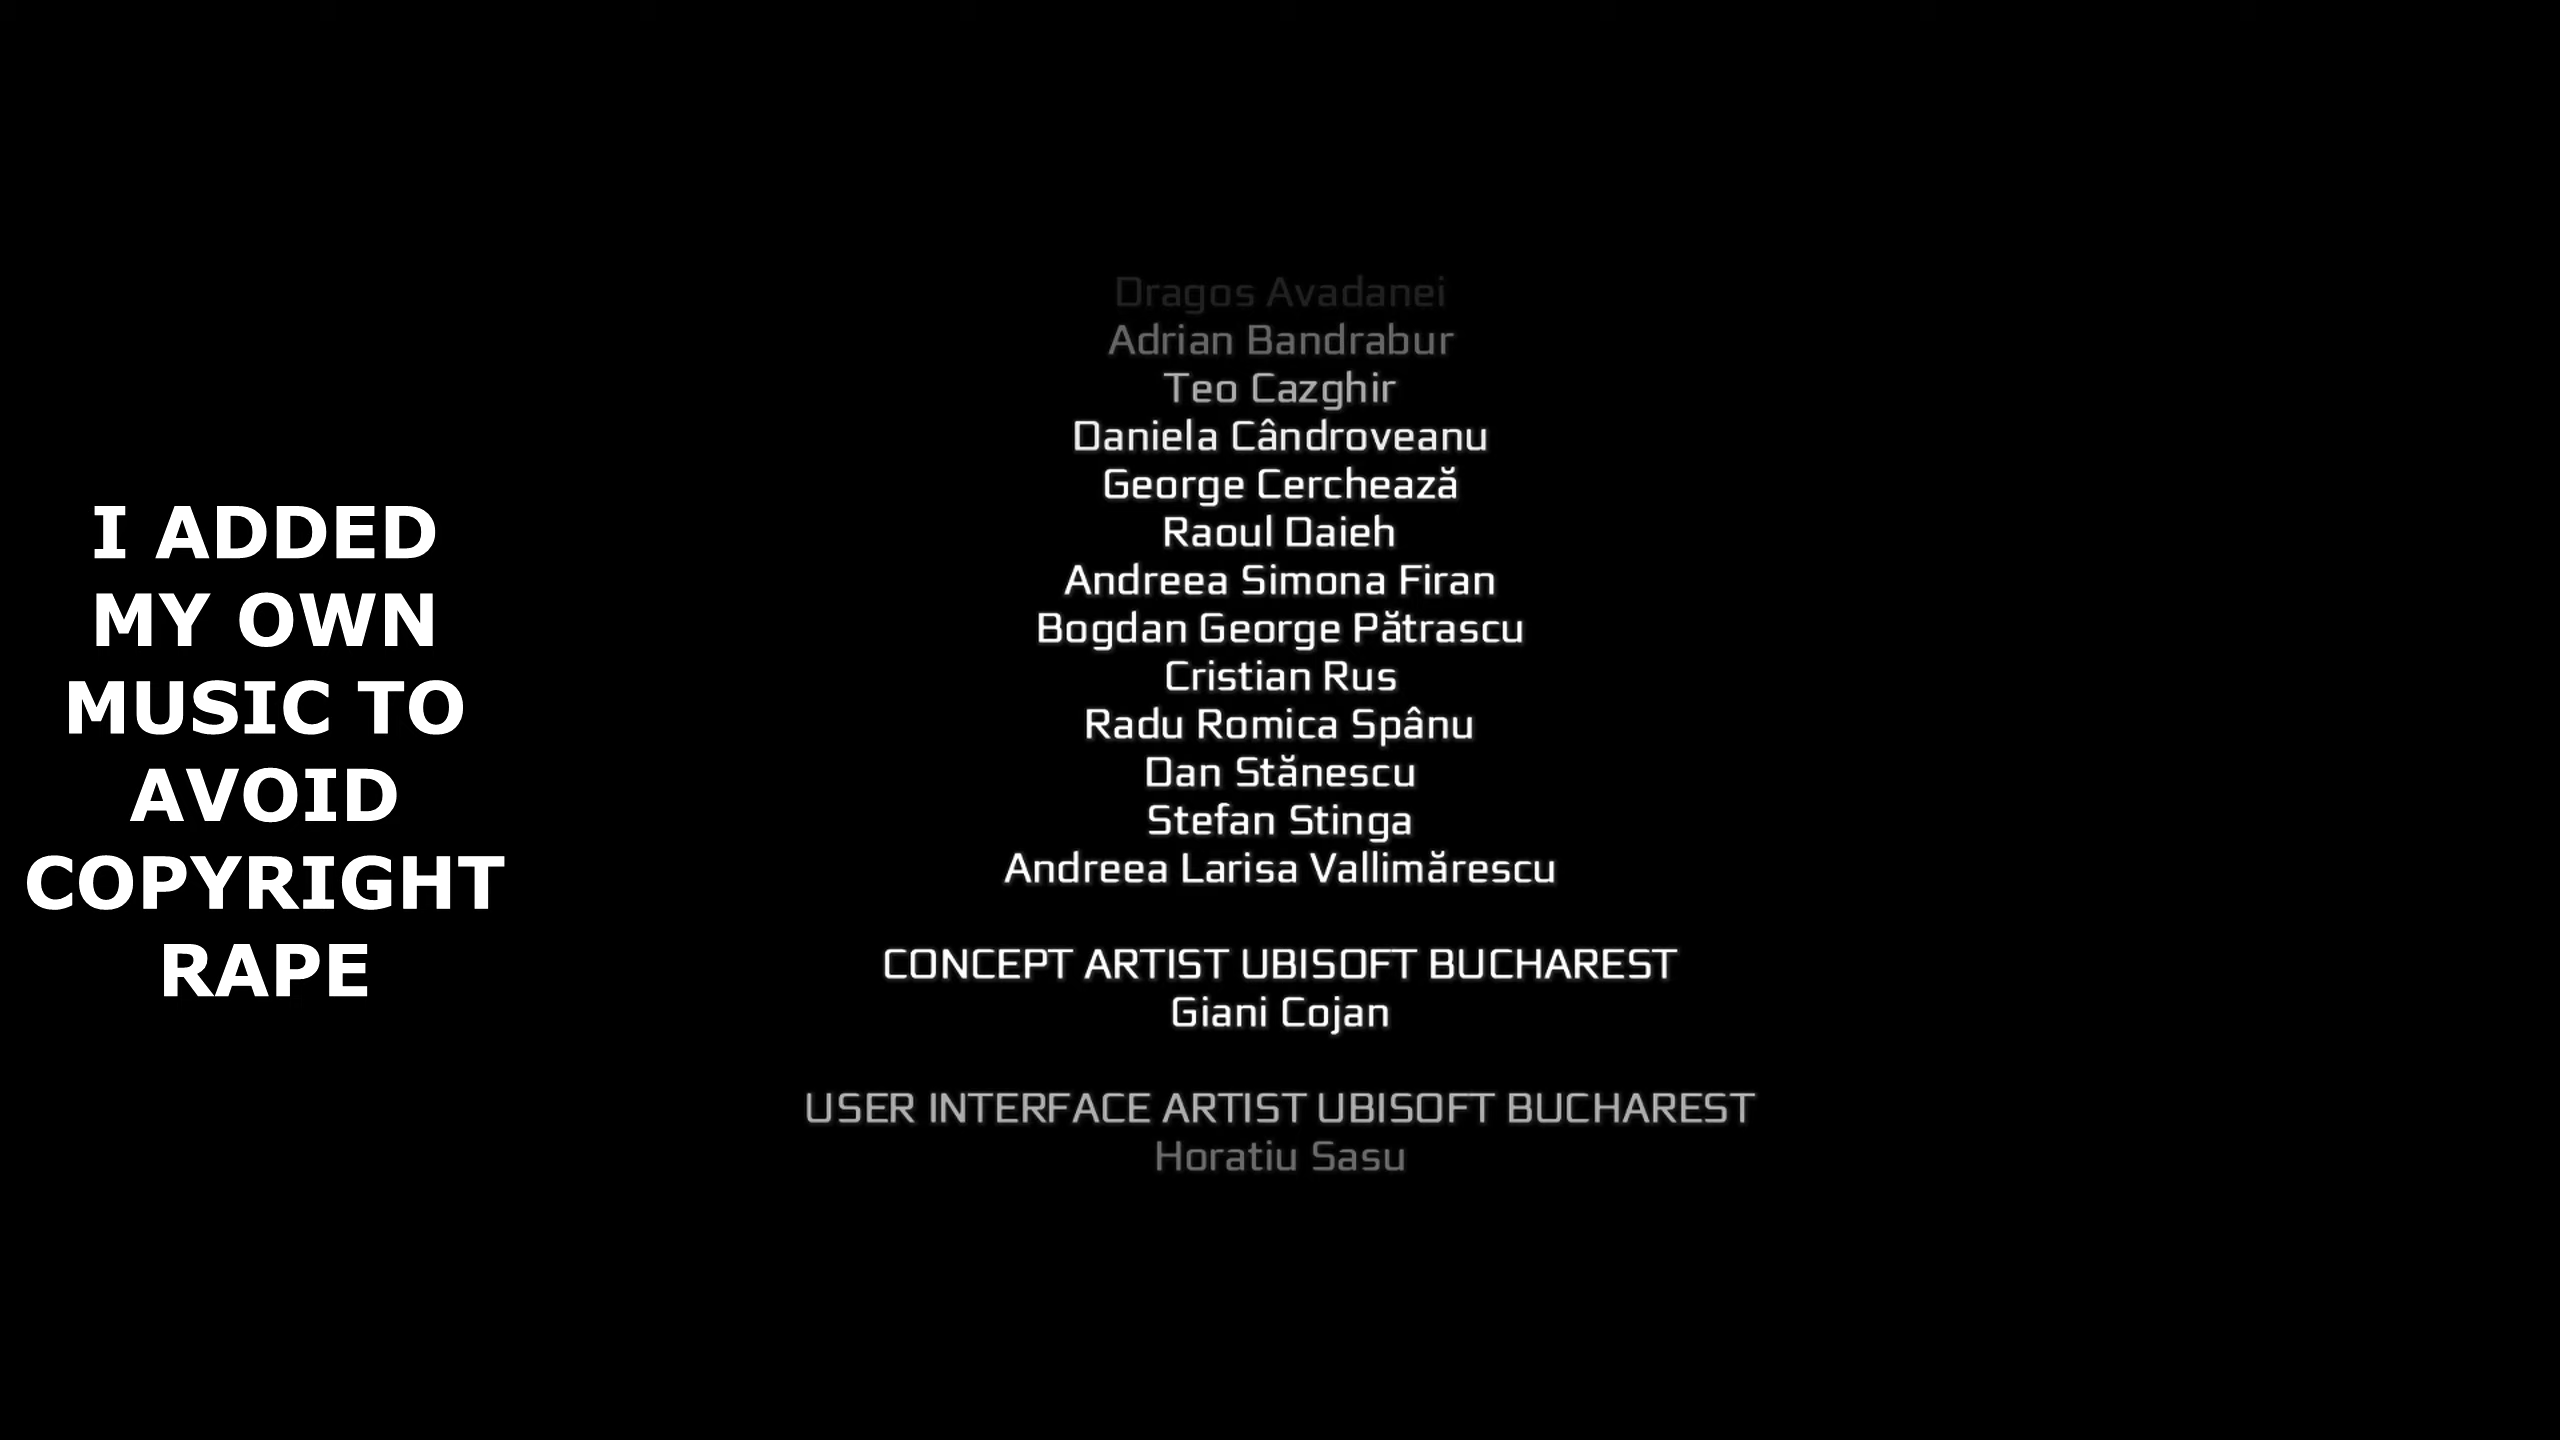 I ADDED
MY OWN
MUSIC TO
AVOID
COPYRIGHT
RAPE
Dragos Avadanei
Adrian Bandrabur
Teo Cazghir
Daniela Cândroveanu
George Cerchează
Raoul Daieh
Andreea Simona Firan
Bogdan George Pătrascu
Cristian Rus
Radu Romica Spânu
Dan Stănescu
Stefan Stinga
Andreea Larisa Vallimărescu
CONCEPT ARTIST UBISOFT BUCHAREST
Giani Cojan
USER INTERFACE ARTIST UBISOFT BUCHAREST
Horatiu Sasu